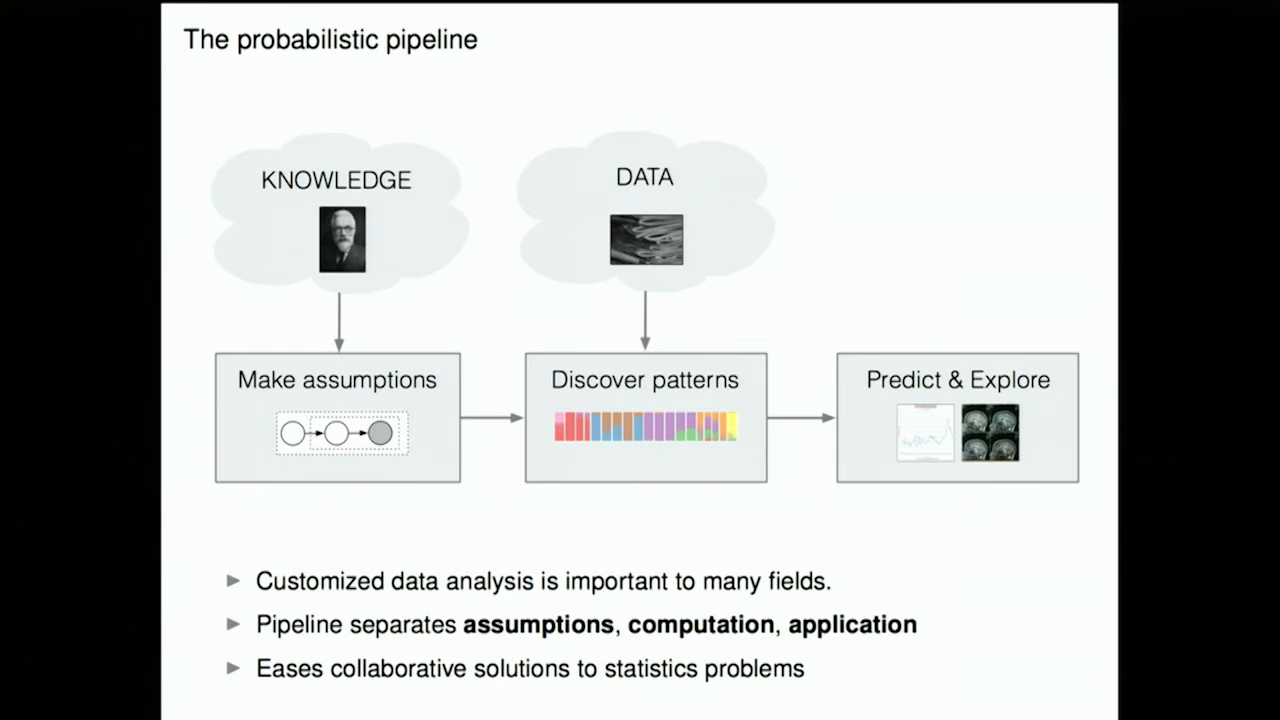 The probabilistic pipeline
KNOWLEDGE
DATA
Make assumptions
Discover patterns
Predict & Explore
Customized data analysis is important to many fields.
Pipeline separates assumptions, computation, application
Eases collaborative solutions to statistics problems